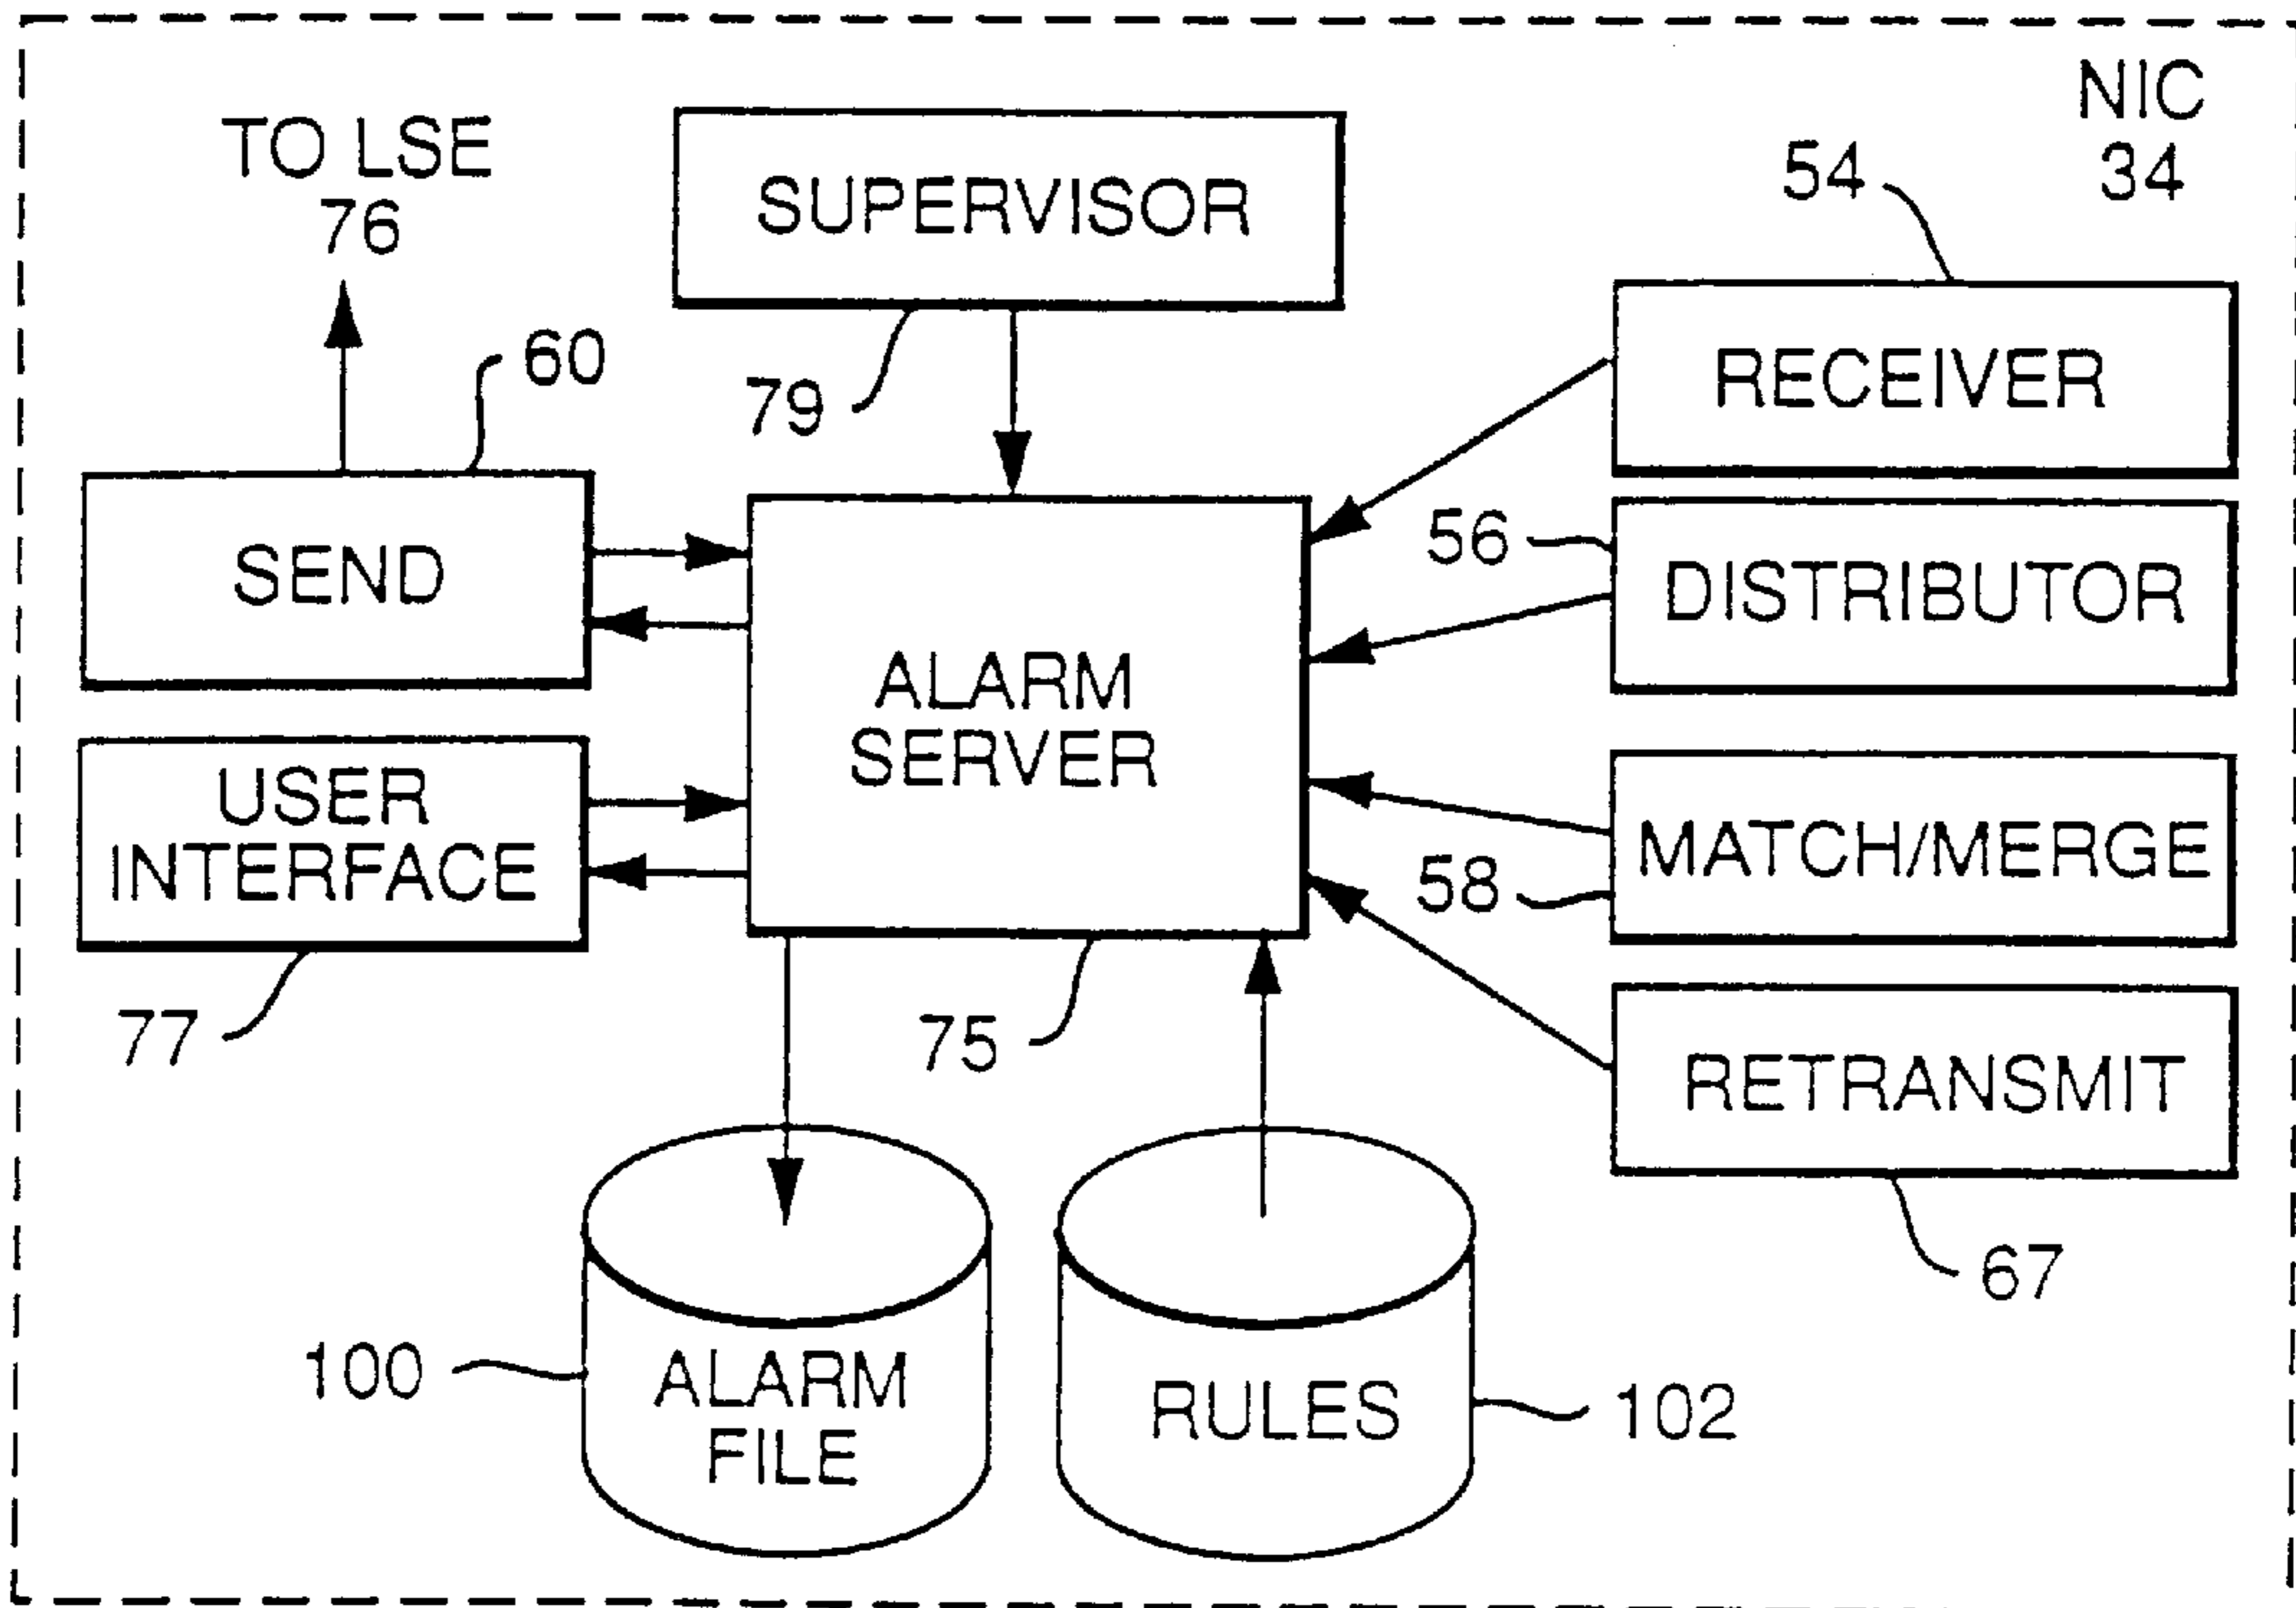 NIC
34
TO LSE
76
SUPERVISOR
79
54
RECEIVER
60
SEND
56
DISTRIBUTOR
ALARM
SERVER
75
USER
INTERFACE
77
58
MATCH/MERGE
RETRANSMIT
67
100
ALARM
FILE
RULES
102